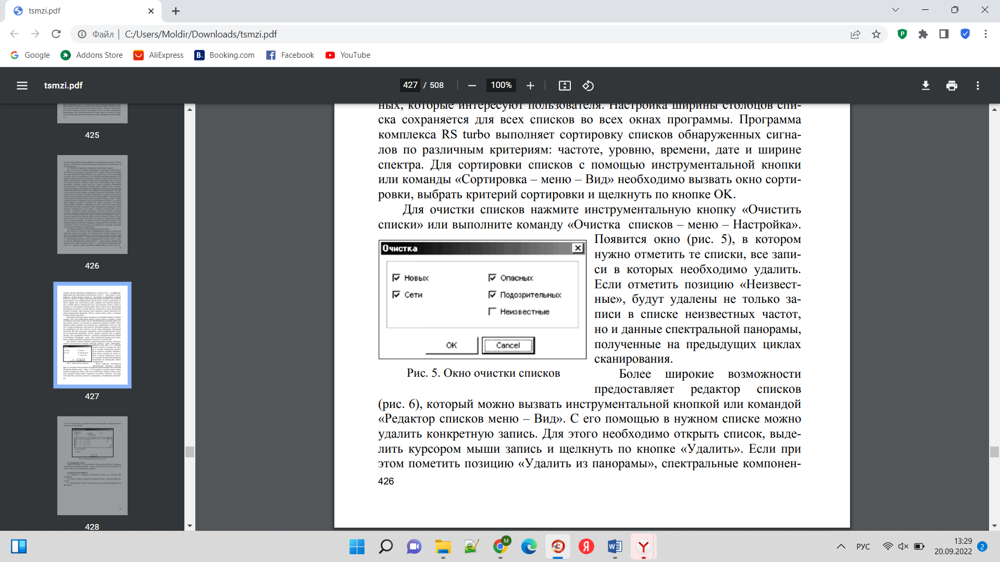 tsmzi.pdf
Файл | C:/Users/Moldir/Downloads/tsmzi.pdf
Google Addons Store AliExpress Booking.com Facebook YouTube
tsmzi.pdf 427 / 508 100%
425
426
427
428
ных, которые интересуют пользователя. Настройка ширины столбцов спи-
ска сохраняется для всех списков во всех окнах программы. Программа
комплекса RS turbo выполняет сортировку списков обнаруженных сигна-
лов по различным критериям: частоте, уровню, времени, дате и ширине
спектра. Для сортировки списков с помощью инструментальной кнопки
или команды «Сортировка – меню – Вид» необходимо вызвать окно сорти-
ровки, выбрать критерий сортировки и щелкнуть по кнопке OK.
Для очистки списков нажмите инструментальную кнопку «Очистить
списки» или выполните команду «Очистка списков – меню – Настройка».
Очистка
Новых Опасных
Сети Подозрительных
Неизвестные
OK Cancel
Рис. 5. Окно очистки списков
Появится окно (рис. 5), в котором
нужно отметить те списки, все запи-
си в которых необходимо удалить.
Если отметить позицию «Неизвест-
ные», будут удалены не только за-
писи в списке неизвестных частот,
но и данные спектральной панорамы,
полученные на предыдущих циклах
сканирования.
Более широкие возможности
предоставляет редактор списков
(рис. 6), который можно вызвать инструментальной кнопкой или командой
«Редактор списков меню – Вид». С его помощью в нужном списке можно
удалить конкретную запись. Для этого необходимо открыть список, выде-
лить курсором мыши запись и щелкнуть по кнопке «Удалить». Если при
этом пометить позицию «Удалить из панорамы», спектральные компонен-
426
РУС
13:29
20.09.2022
2